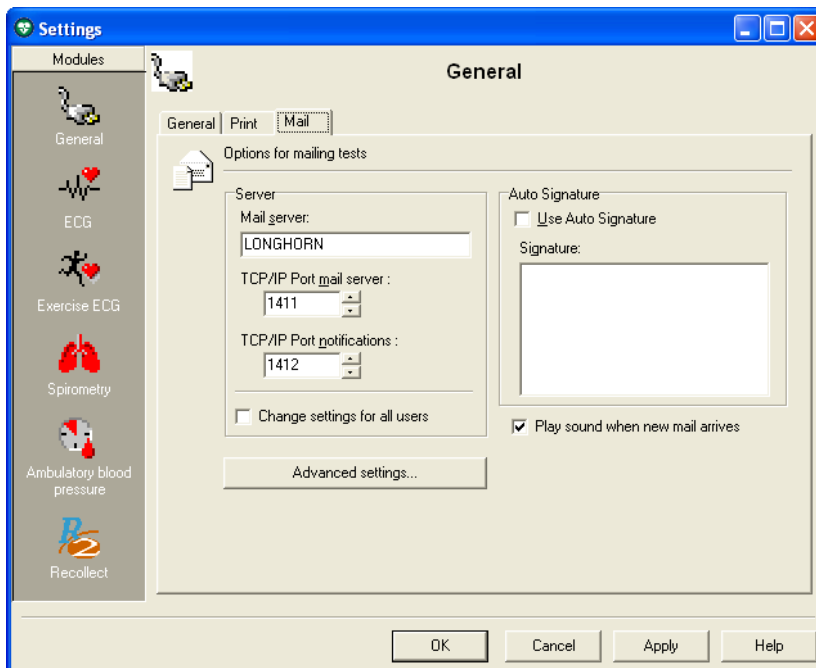 Settings
Modules
General
ECG
Exercise ECG
Spirometry
Ambulatory blood
pressure
Recollect
General
General
Print
Mail
Options for mailing tests
Server
Mail server:
LONGHORN
TCP/IP Port mail server :
1411
TCP/IP Port notifications :
1412
Change settings for all users
Advanced settings...
Auto Signature
Use Auto Signature
Signature:
Play sound when new mail arrives
OK
Cancel
Apply
Help